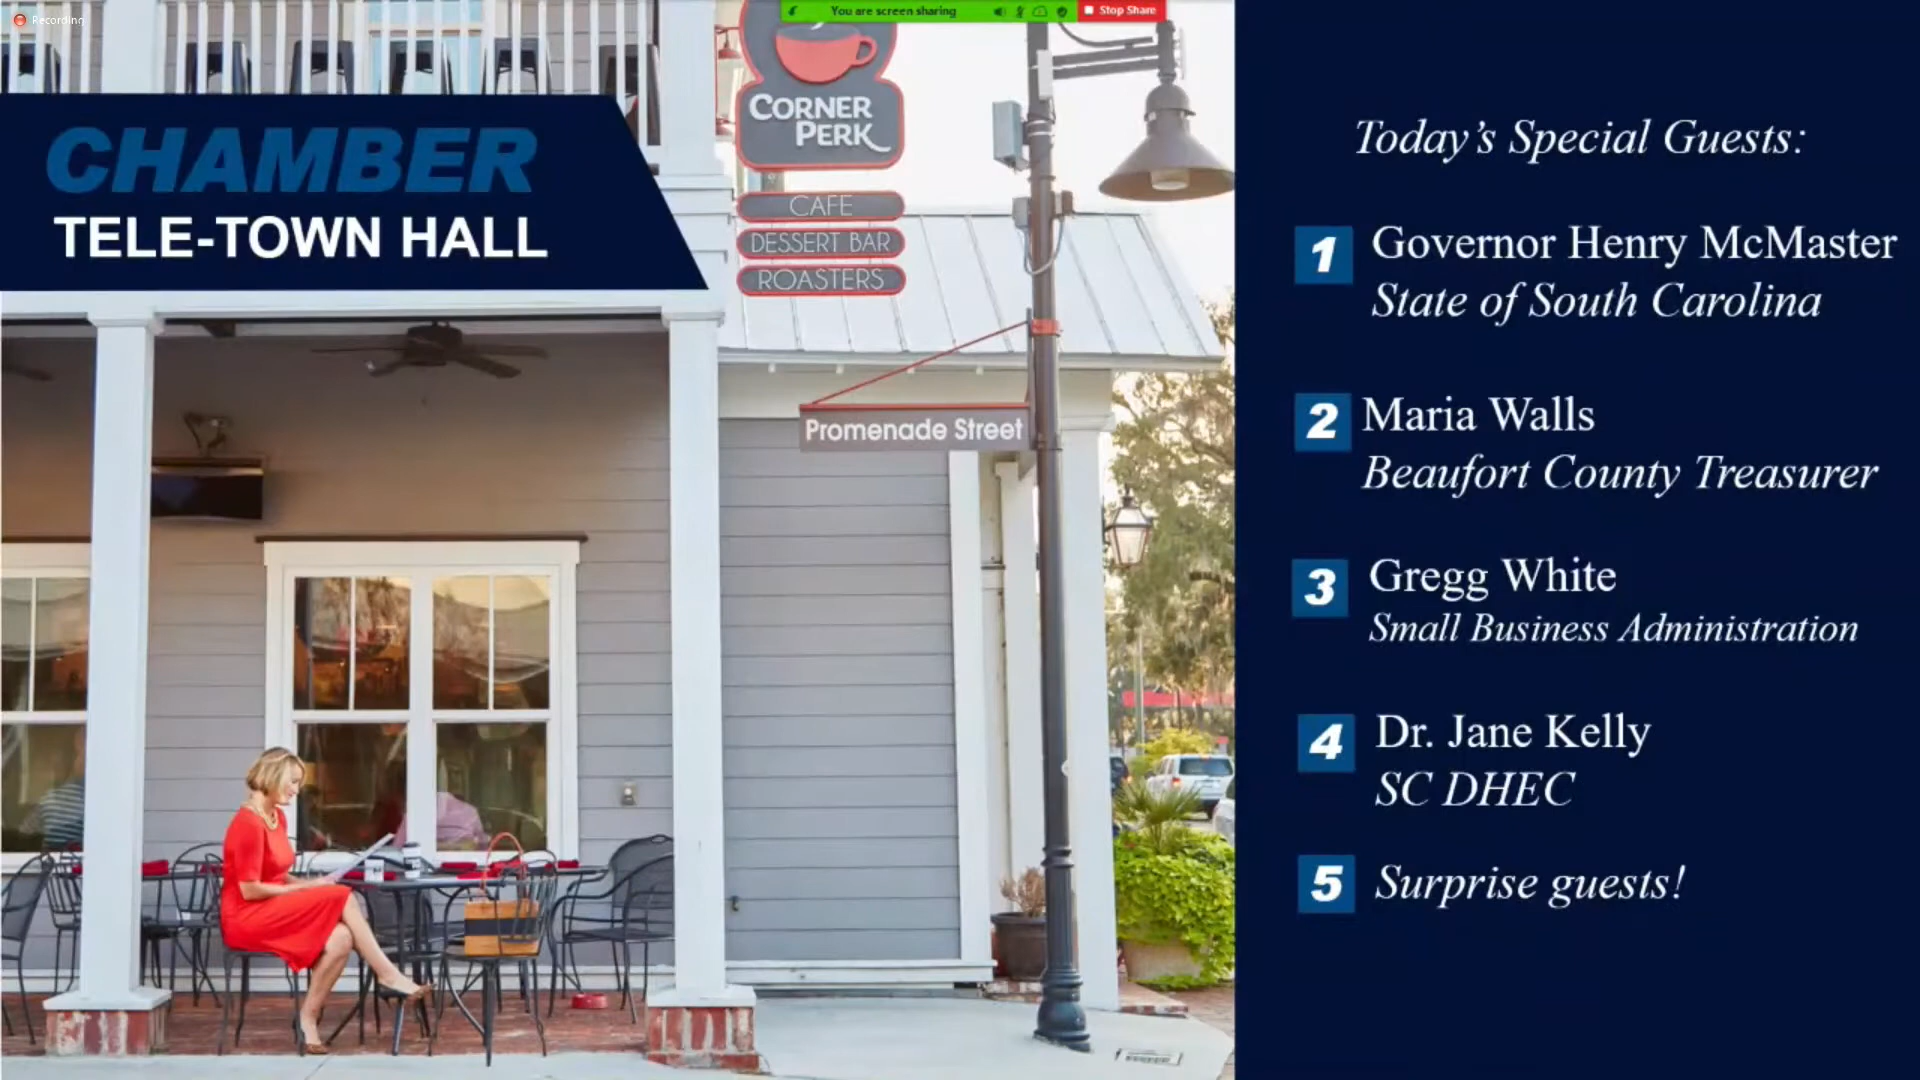 Recording
You are screen sharing
Stop Share
CHAMBER
TELE-TOWN HALL
CORNER
PERK
CAFE
DESSERT BAR
ROASTERS
Promenade Street
Today's Special Guests:
1 Governor Henry McMaster
State of South Carolina
2 Maria Walls
Beaufort County Treasurer
3 Gregg White
Small Business Administration
4 Dr. Jane Kelly
SC DHEC
5 Surprise guests!